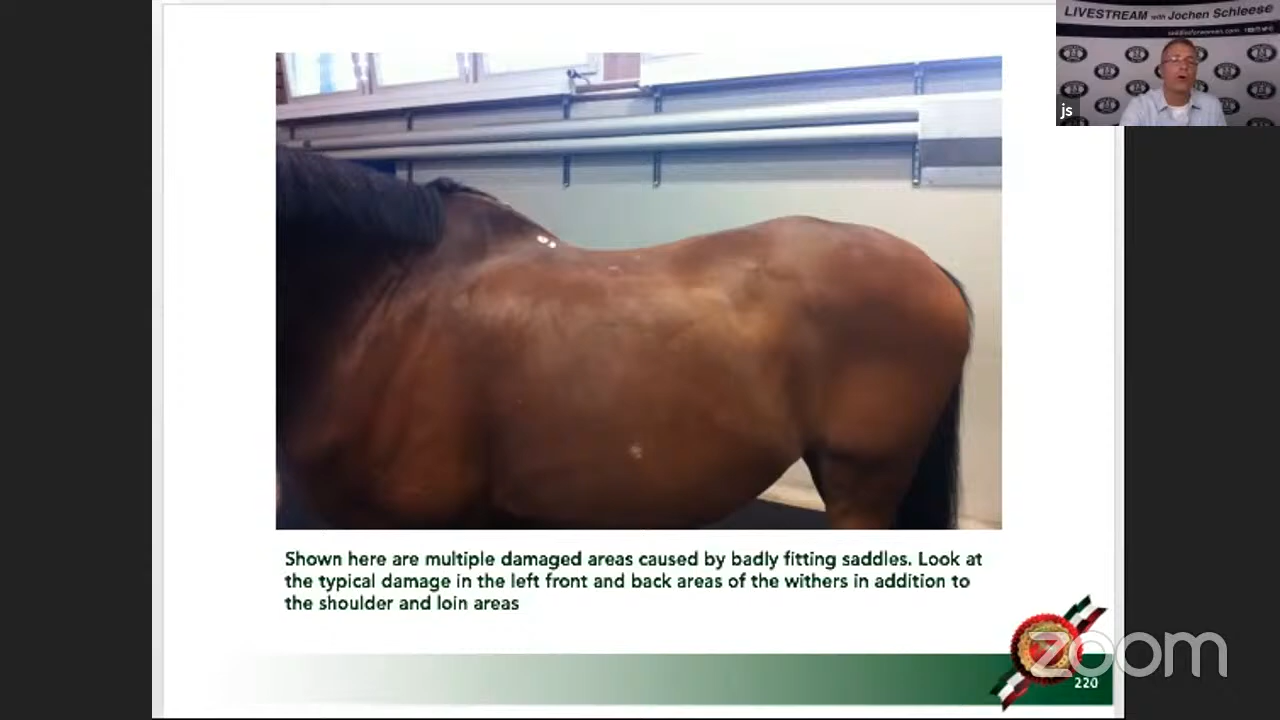 LIVESTREAM with Jochen Schleese
saddlesforwomen.com
js
Shown here are multiple damaged areas caused by badly fitting saddles. Look at
the typical damage in the left front and back areas of the withers in addition to
the shoulder and loin areas
zoom
220